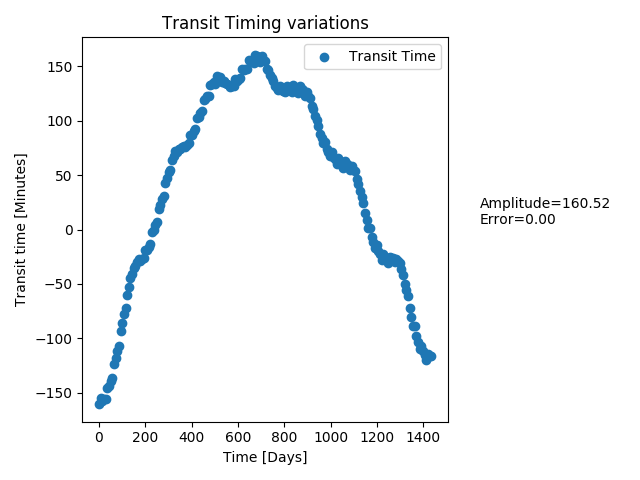 Transit Timing variations
Transit Time
Transit time [Minutes]
150
100
50
0
−50
−100
−150
0 200 400 600 800 1000 1200 1400
Time [Days]
Amplitude=160.52
Error=0.00